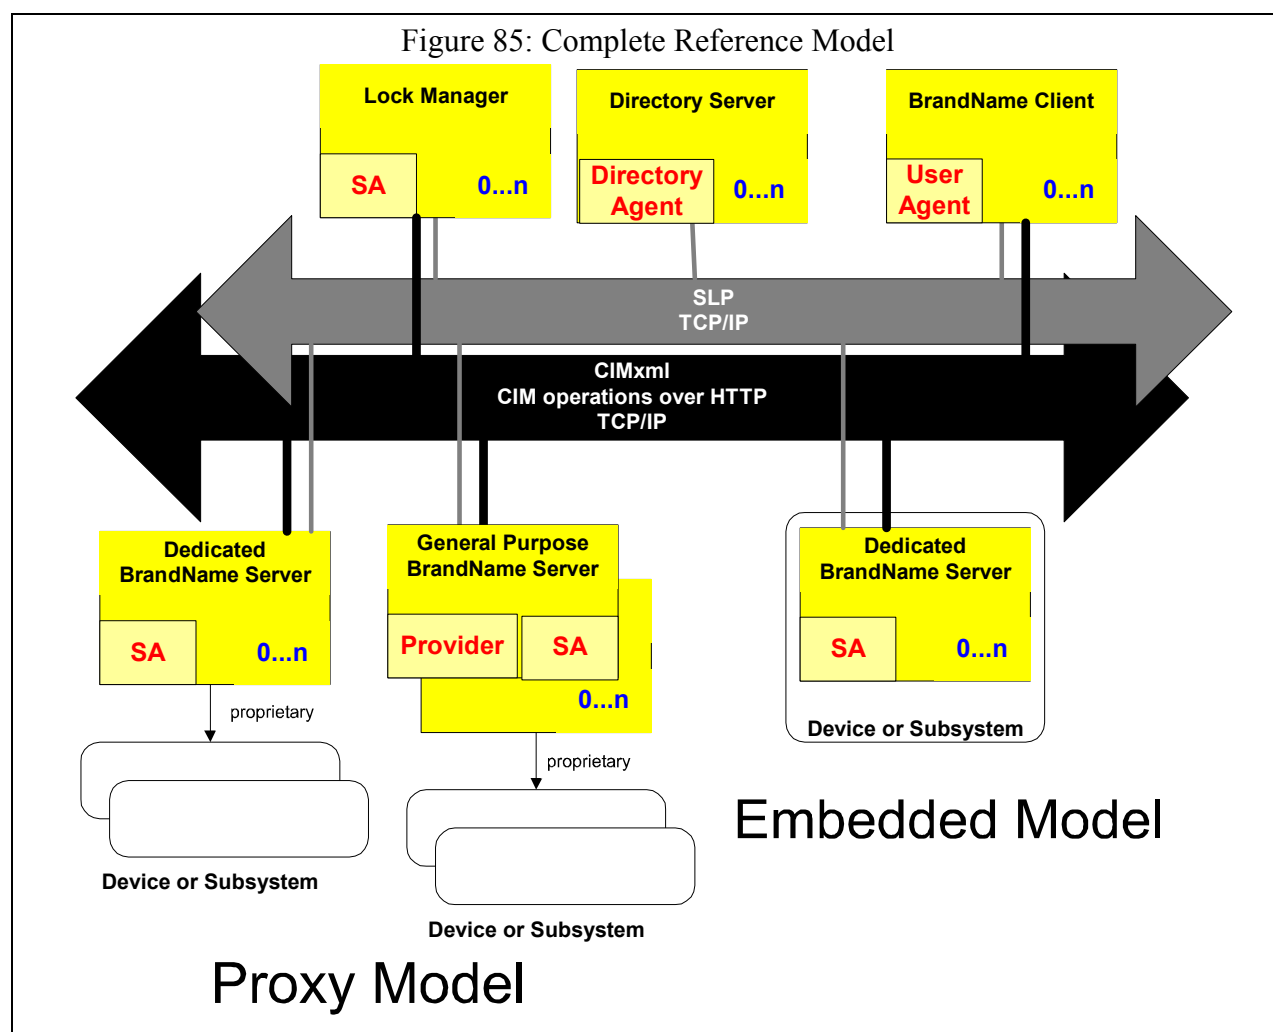 Figure 85: Complete Reference Model
Lock Manager
SA
0...n
Directory Server
Directory
Agent
0...n
BrandName Client
User
Agent
0...n
SLP
TCP/IP
CIMxml
CIM operations over HTTP
TCP/IP
Dedicated
BrandName Server
SA
0...n
proprietary
Device or Subsystem
General Purpose
BrandName Server
Provider
SA
0...n
proprietary
Device or Subsystem
Proxy Model
Dedicated
BrandName Server
SA
0...n
Device or Subsystem
Embedded Model